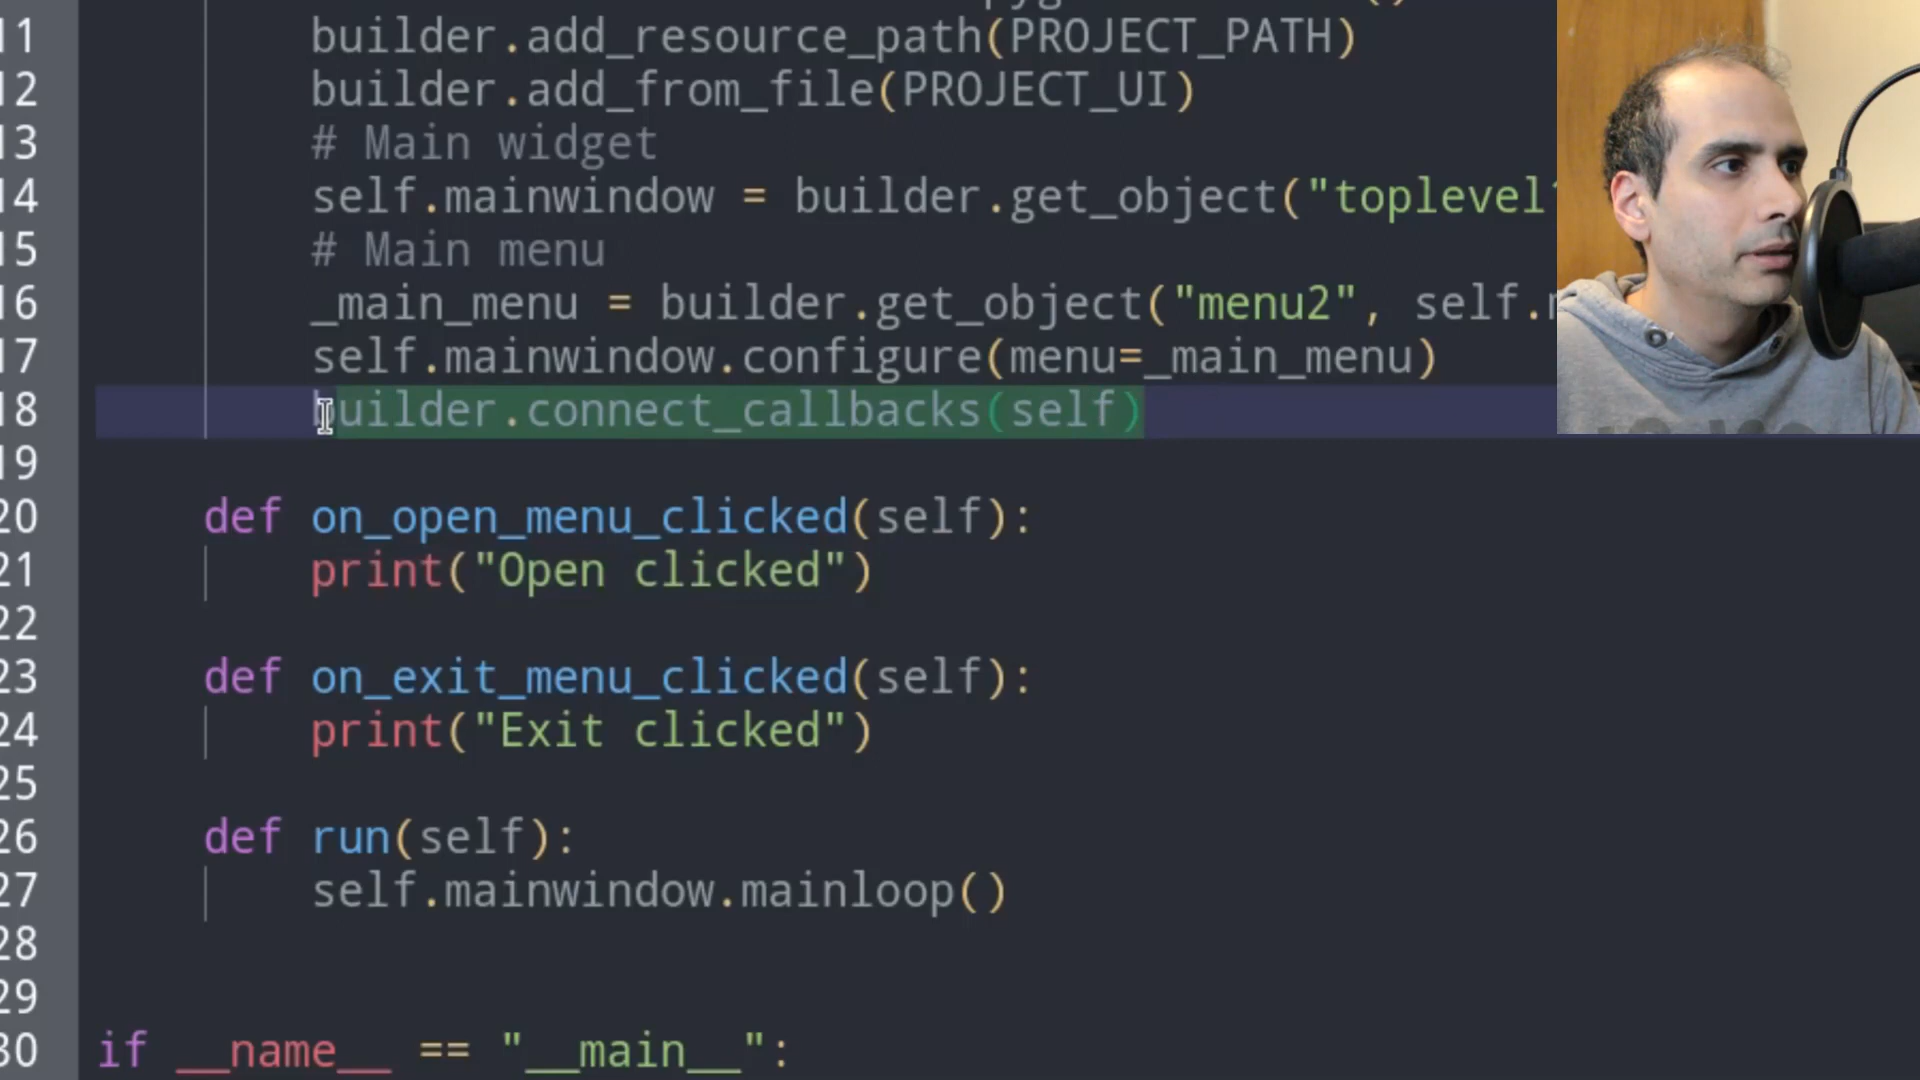 11 builder.add_resource_path(PROJECT_PATH)
12 builder.add_from_file(PROJECT_UI)
13 # Main widget
14 self.mainwindow = builder.get_object("toplevel
15 # Main menu
16 _main_menu = builder.get_object("menu2", self.
17 self.mainwindow.configure(menu=_main_menu)
18 builder.connect_callbacks(self)
19
20 def on_open_menu_clicked(self):
21 print("Open clicked")
22
23 def on_exit_menu_clicked(self):
24 print("Exit clicked")
25
26 def run(self):
27 self.mainwindow.mainloop()
28
29
30 if __name__ == "__main__":